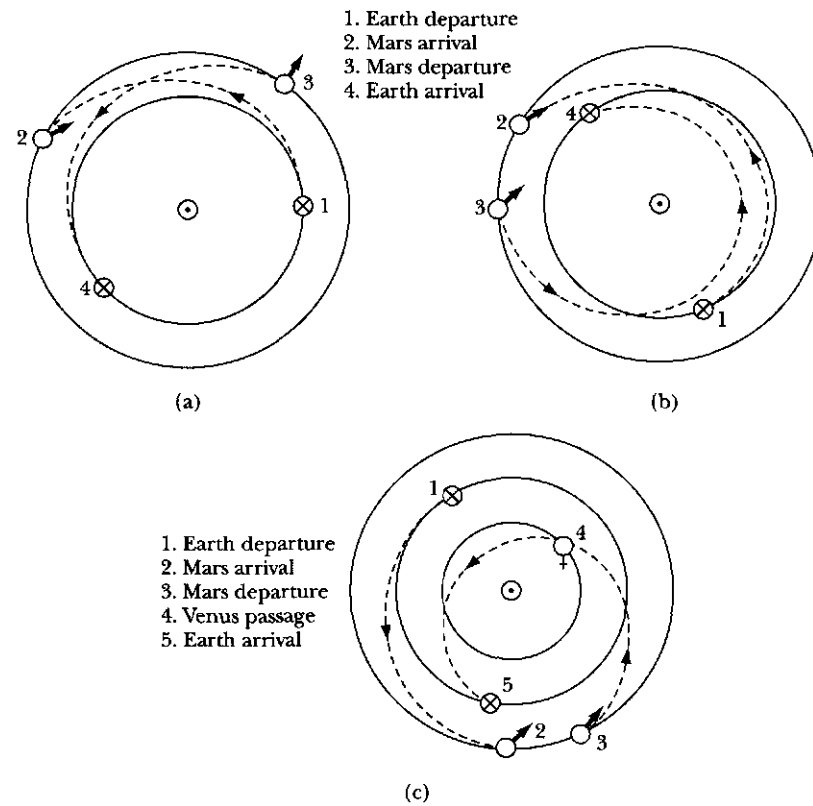 1. Earth departure
2. Mars arrival
3. Mars departure
4. Earth arrival
3
2
1
4
(a)
2
4
3
1
(b)
1. Earth departure
2. Mars arrival
3. Mars departure
4. Venus passage
5. Earth arrival
1
4
5
2
3
(c)